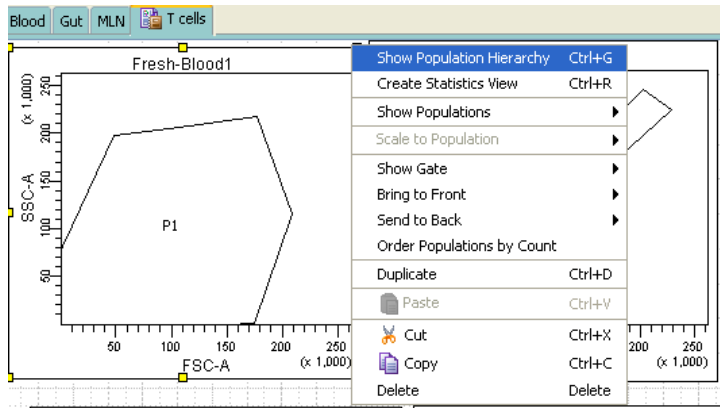 Blood Gut MLN T cells
Fresh-Blood1
SSC-A
(x 1,000)
250
200
150
100
50
P1
50 100 150 200 250
FSC-A
(x 1,000)
Show Population Hierarchy Ctrl+G
Create Statistics View Ctrl+R
Show Populations
Scale to Population
Show Gate
Bring to Front
Send to Back
Order Populations by Count
Duplicate Ctrl+D
Paste Ctrl+V
Cut Ctrl+X
Copy Ctrl+C
Delete Delete
200 250
(x 1,000)